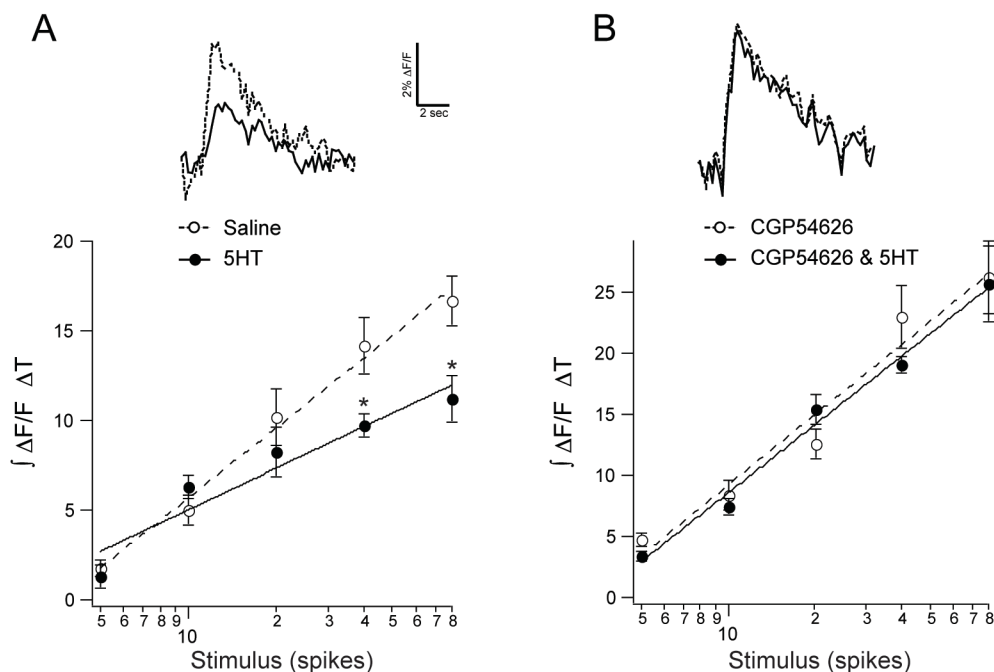 A
2% ΔF/F
2 sec
Saline
5HT
20
15
10
5
0
∫ ΔF/F ΔT
*
*
5 6 7 8 9 10 2 3 4 5 6 7 8
Stimulus (spikes)
B
CGP54626
CGP54626 & 5HT
25
20
15
10
5
0
∫ ΔF/F ΔT
5 6 7 8 9 10 2 3 4 5 6 7 8
Stimulus (spikes)